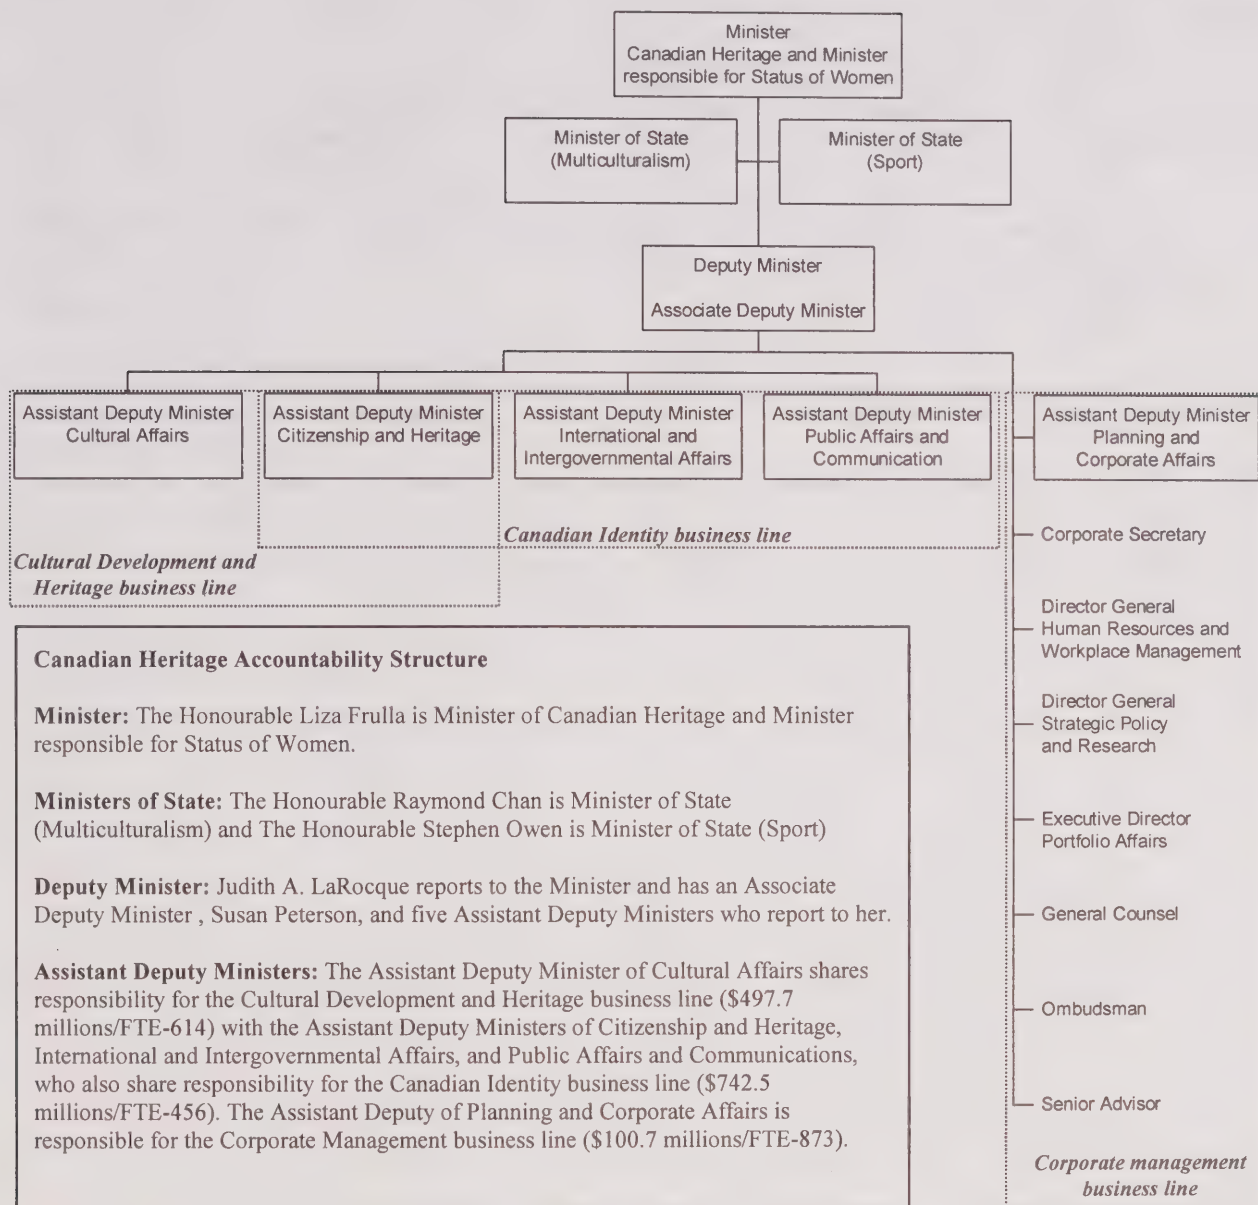 Minister
Canadian Heritage and Minister
responsible for Status of Women
Minister of State
(Multiculturalism)
Minister of State
(Sport)
Deputy Minister
Associate Deputy Minister
Assistant Deputy Minister
Cultural Affairs
Assistant Deputy Minister
Citizenship and Heritage
Assistant Deputy Minister
International and
Intergovernmental Affairs
Assistant Deputy Minister
Public Affairs and
Communication
Assistant Deputy Minister
Planning and
Corporate Affairs
Canadian Identity business line
Cultural Development and
Heritage business line
Corporate Secretary
Director General
Human Resources and
Workplace Management
Director General
Strategic Policy
and Research
Executive Director
Portfolio Affairs
General Counsel
Ombudsman
Senior Advisor
Corporate management
business line
Canadian Heritage Accountability Structure
Minister: The Honourable Liza Frulla is Minister of Canadian Heritage and Minister
responsible for Status of Women.
Ministers of State: The Honourable Raymond Chan is Minister of State
(Multiculturalism) and The Honourable Stephen Owen is Minister of State (Sport)
Deputy Minister: Judith A. LaRocque reports to the Minister and has an Associate
Deputy Minister , Susan Peterson, and five Assistant Deputy Ministers who report to her.
Assistant Deputy Ministers: The Assistant Deputy Minister of Cultural Affairs shares
responsibility for the Cultural Development and Heritage business line ($497.7
millions/FTE-614) with the Assistant Deputy Ministers of Citizenship and Heritage,
International and Intergovernmental Affairs, and Public Affairs and Communications,
who also share responsibility for the Canadian Identity business line ($742.5
millions/FTE-456). The Assistant Deputy of Planning and Corporate Affairs is
responsible for the Corporate Management business line ($100.7 millions/FTE-873).